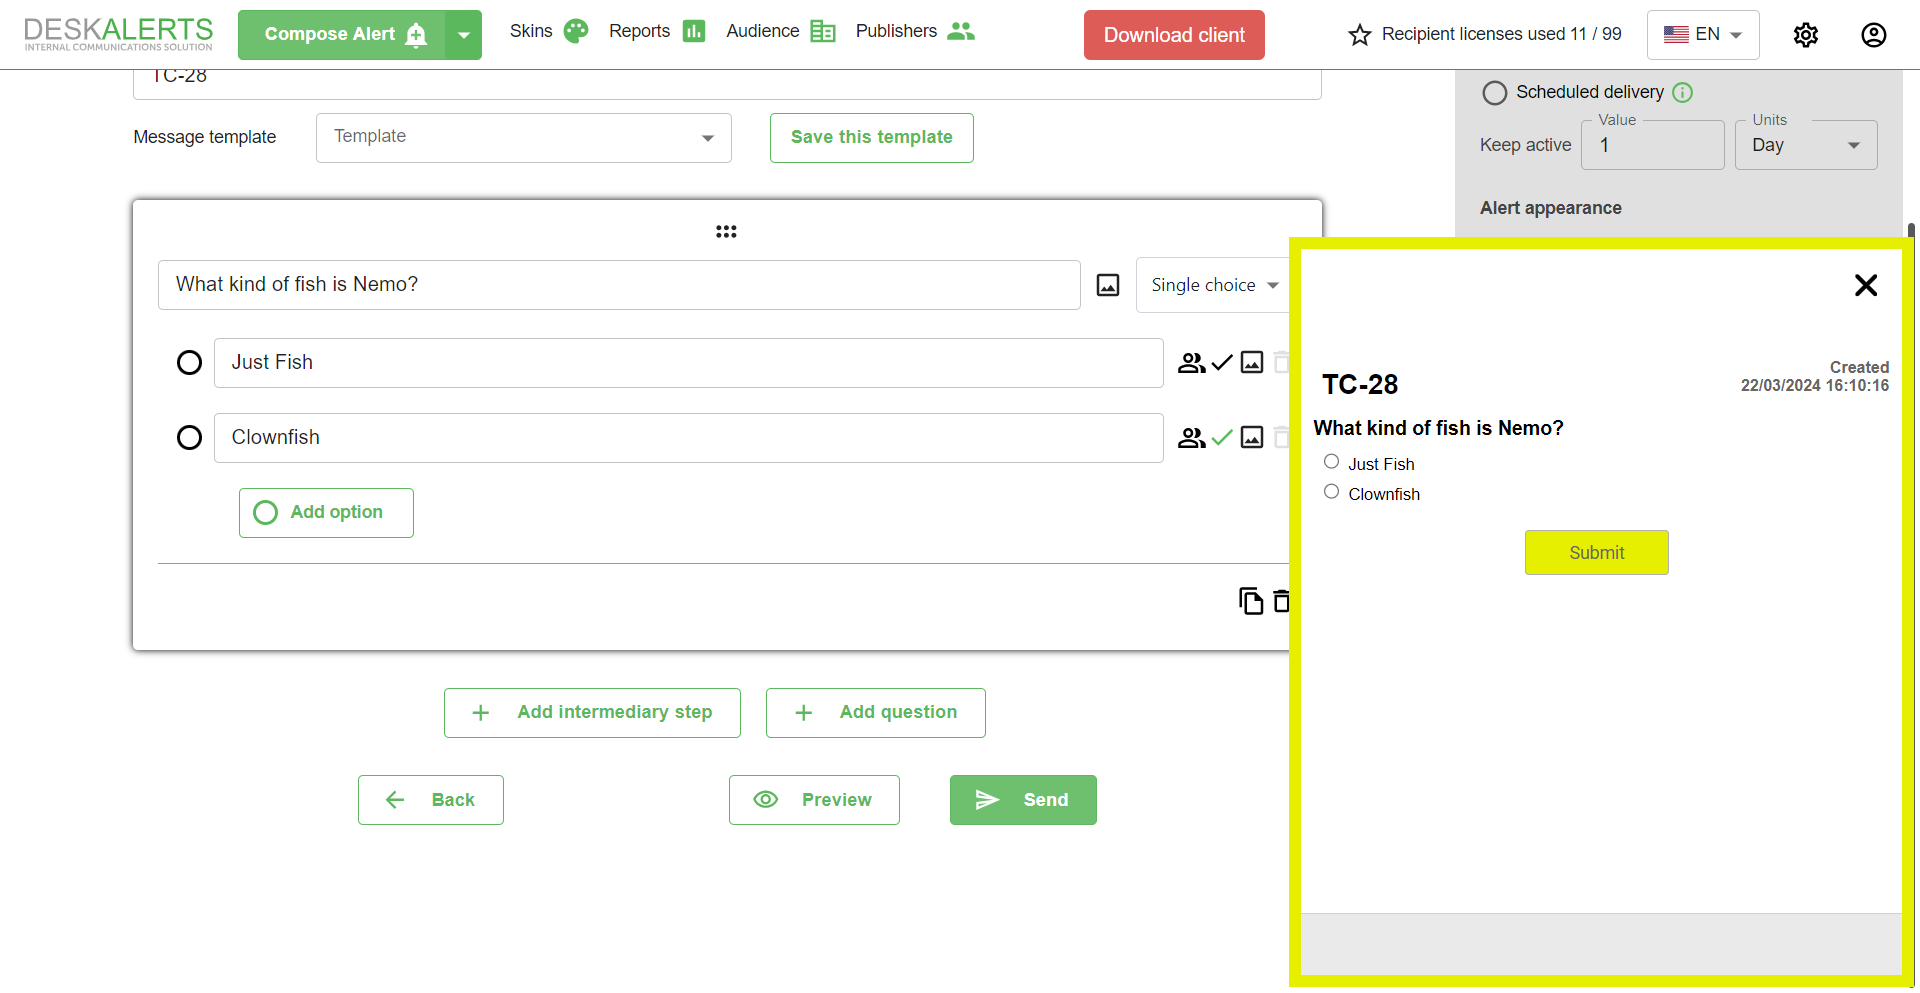 DESKALERTS
INTERNAL COMMUNICATIONS SOLUTION
Compose Alert
Skins
Reports
Audience
Publishers
Download client
Recipient licenses used 11 / 99
EN
TC-28
Scheduled delivery
Message template
Template
Save this template
Keep active
Value
1
Units
Day
Alert appearance
What kind of fish is Nemo?
Single choice
Just Fish
Clownfish
Add option
Add intermediary step
Add question
Back
Preview
Send
Created
22/03/2024 16:10:16
TC-28
What kind of fish is Nemo?
Just Fish
Clownfish
Submit